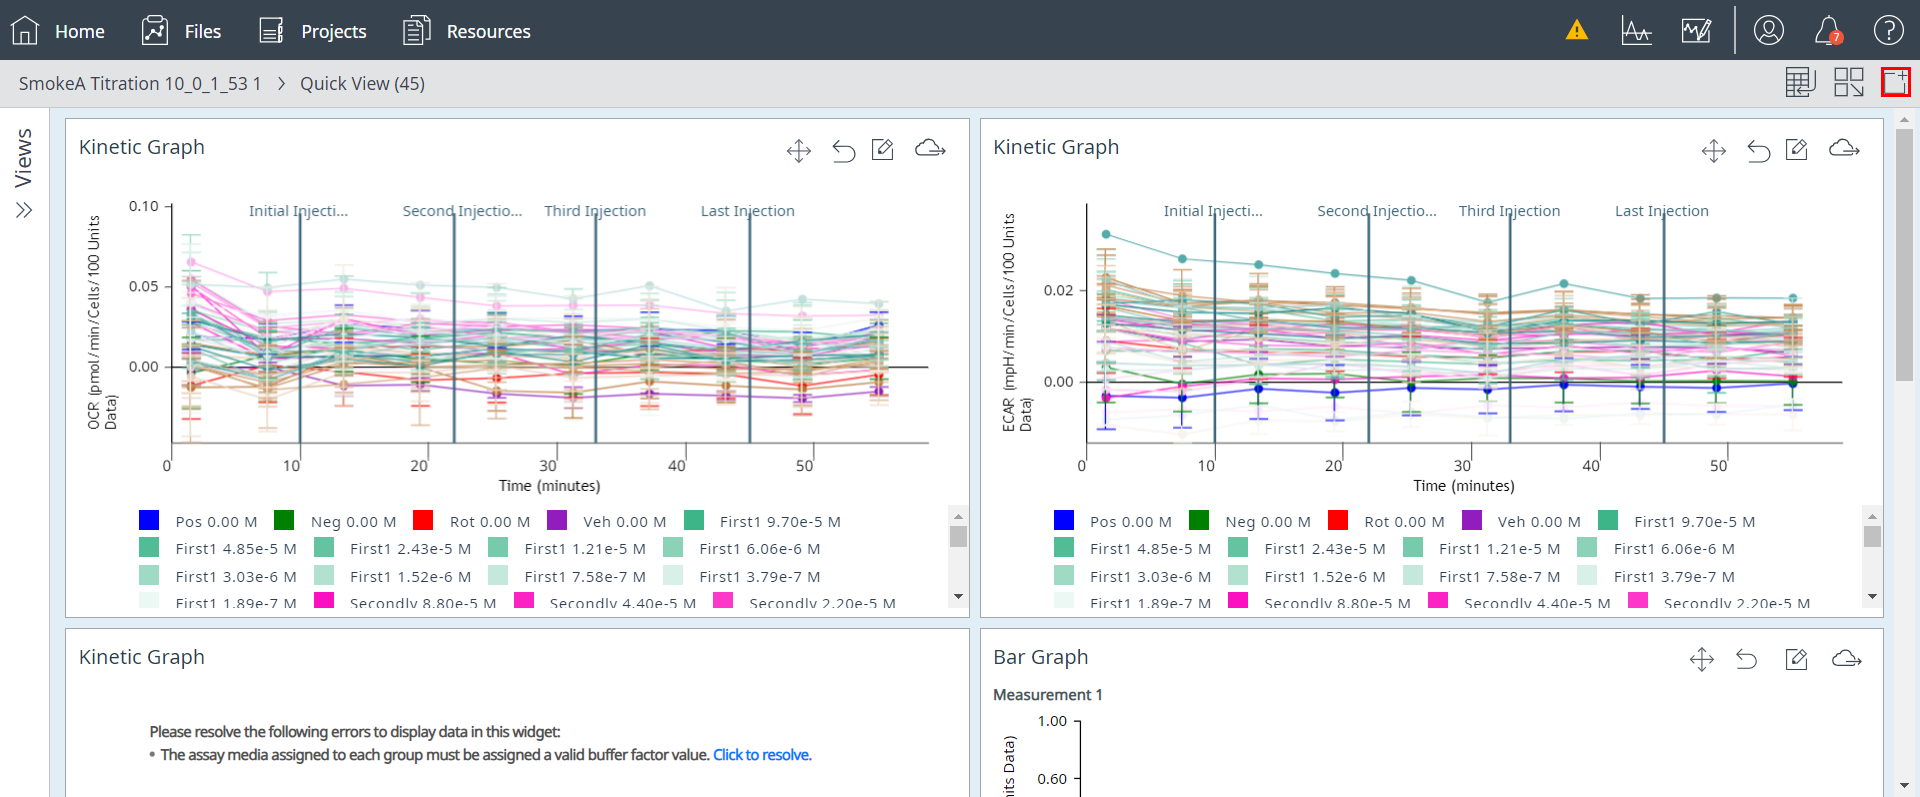 Home Files Projects Resources 7
SmokeA Titration 10_0_1_53 1 > Quick View (45)
Views
Kinetic Graph
Initial Injecti... Second Injectio... Third Injection Last Injection
0.10
0.05
0.00
OCR (pmol/min/Cells/100 Units
Data)
0 10 20 30 40 50
Time (minutes)
Pos 0.00 M Neg 0.00 M Rot 0.00 M Veh 0.00 M First1 9.70e-5 M
First1 4.85e-5 M First1 2.43e-5 M First1 1.21e-5 M First1 6.06e-6 M
First1 3.03e-6 M First1 1.52e-6 M First1 7.58e-7 M First1 3.79e-7 M
First1 1.89e-7 M Secondly 8.80e-5 M Secondly 4.40e-5 M Secondly 2.20e-5 M
Kinetic Graph
Initial Injecti... Second Injectio... Third Injection Last Injection
0.02
0.00
ECAR (mpH/min/Cells/100 Units
Data)
0 10 20 30 40 50
Time (minutes)
Pos 0.00 M Neg 0.00 M Rot 0.00 M Veh 0.00 M First1 9.70e-5 M
First1 4.85e-5 M First1 2.43e-5 M First1 1.21e-5 M First1 6.06e-6 M
First1 3.03e-6 M First1 1.52e-6 M First1 7.58e-7 M First1 3.79e-7 M
First1 1.89e-7 M Secondly 8.80e-5 M Secondly 4.40e-5 M Secondly 2.20e-5 M
Kinetic Graph
Please resolve the following errors to display data in this widget:
• The assay media assigned to each group must be assigned a valid buffer factor value. Click to resolve.
Bar Graph
Measurement 1
1.00
0.60
nits Data)